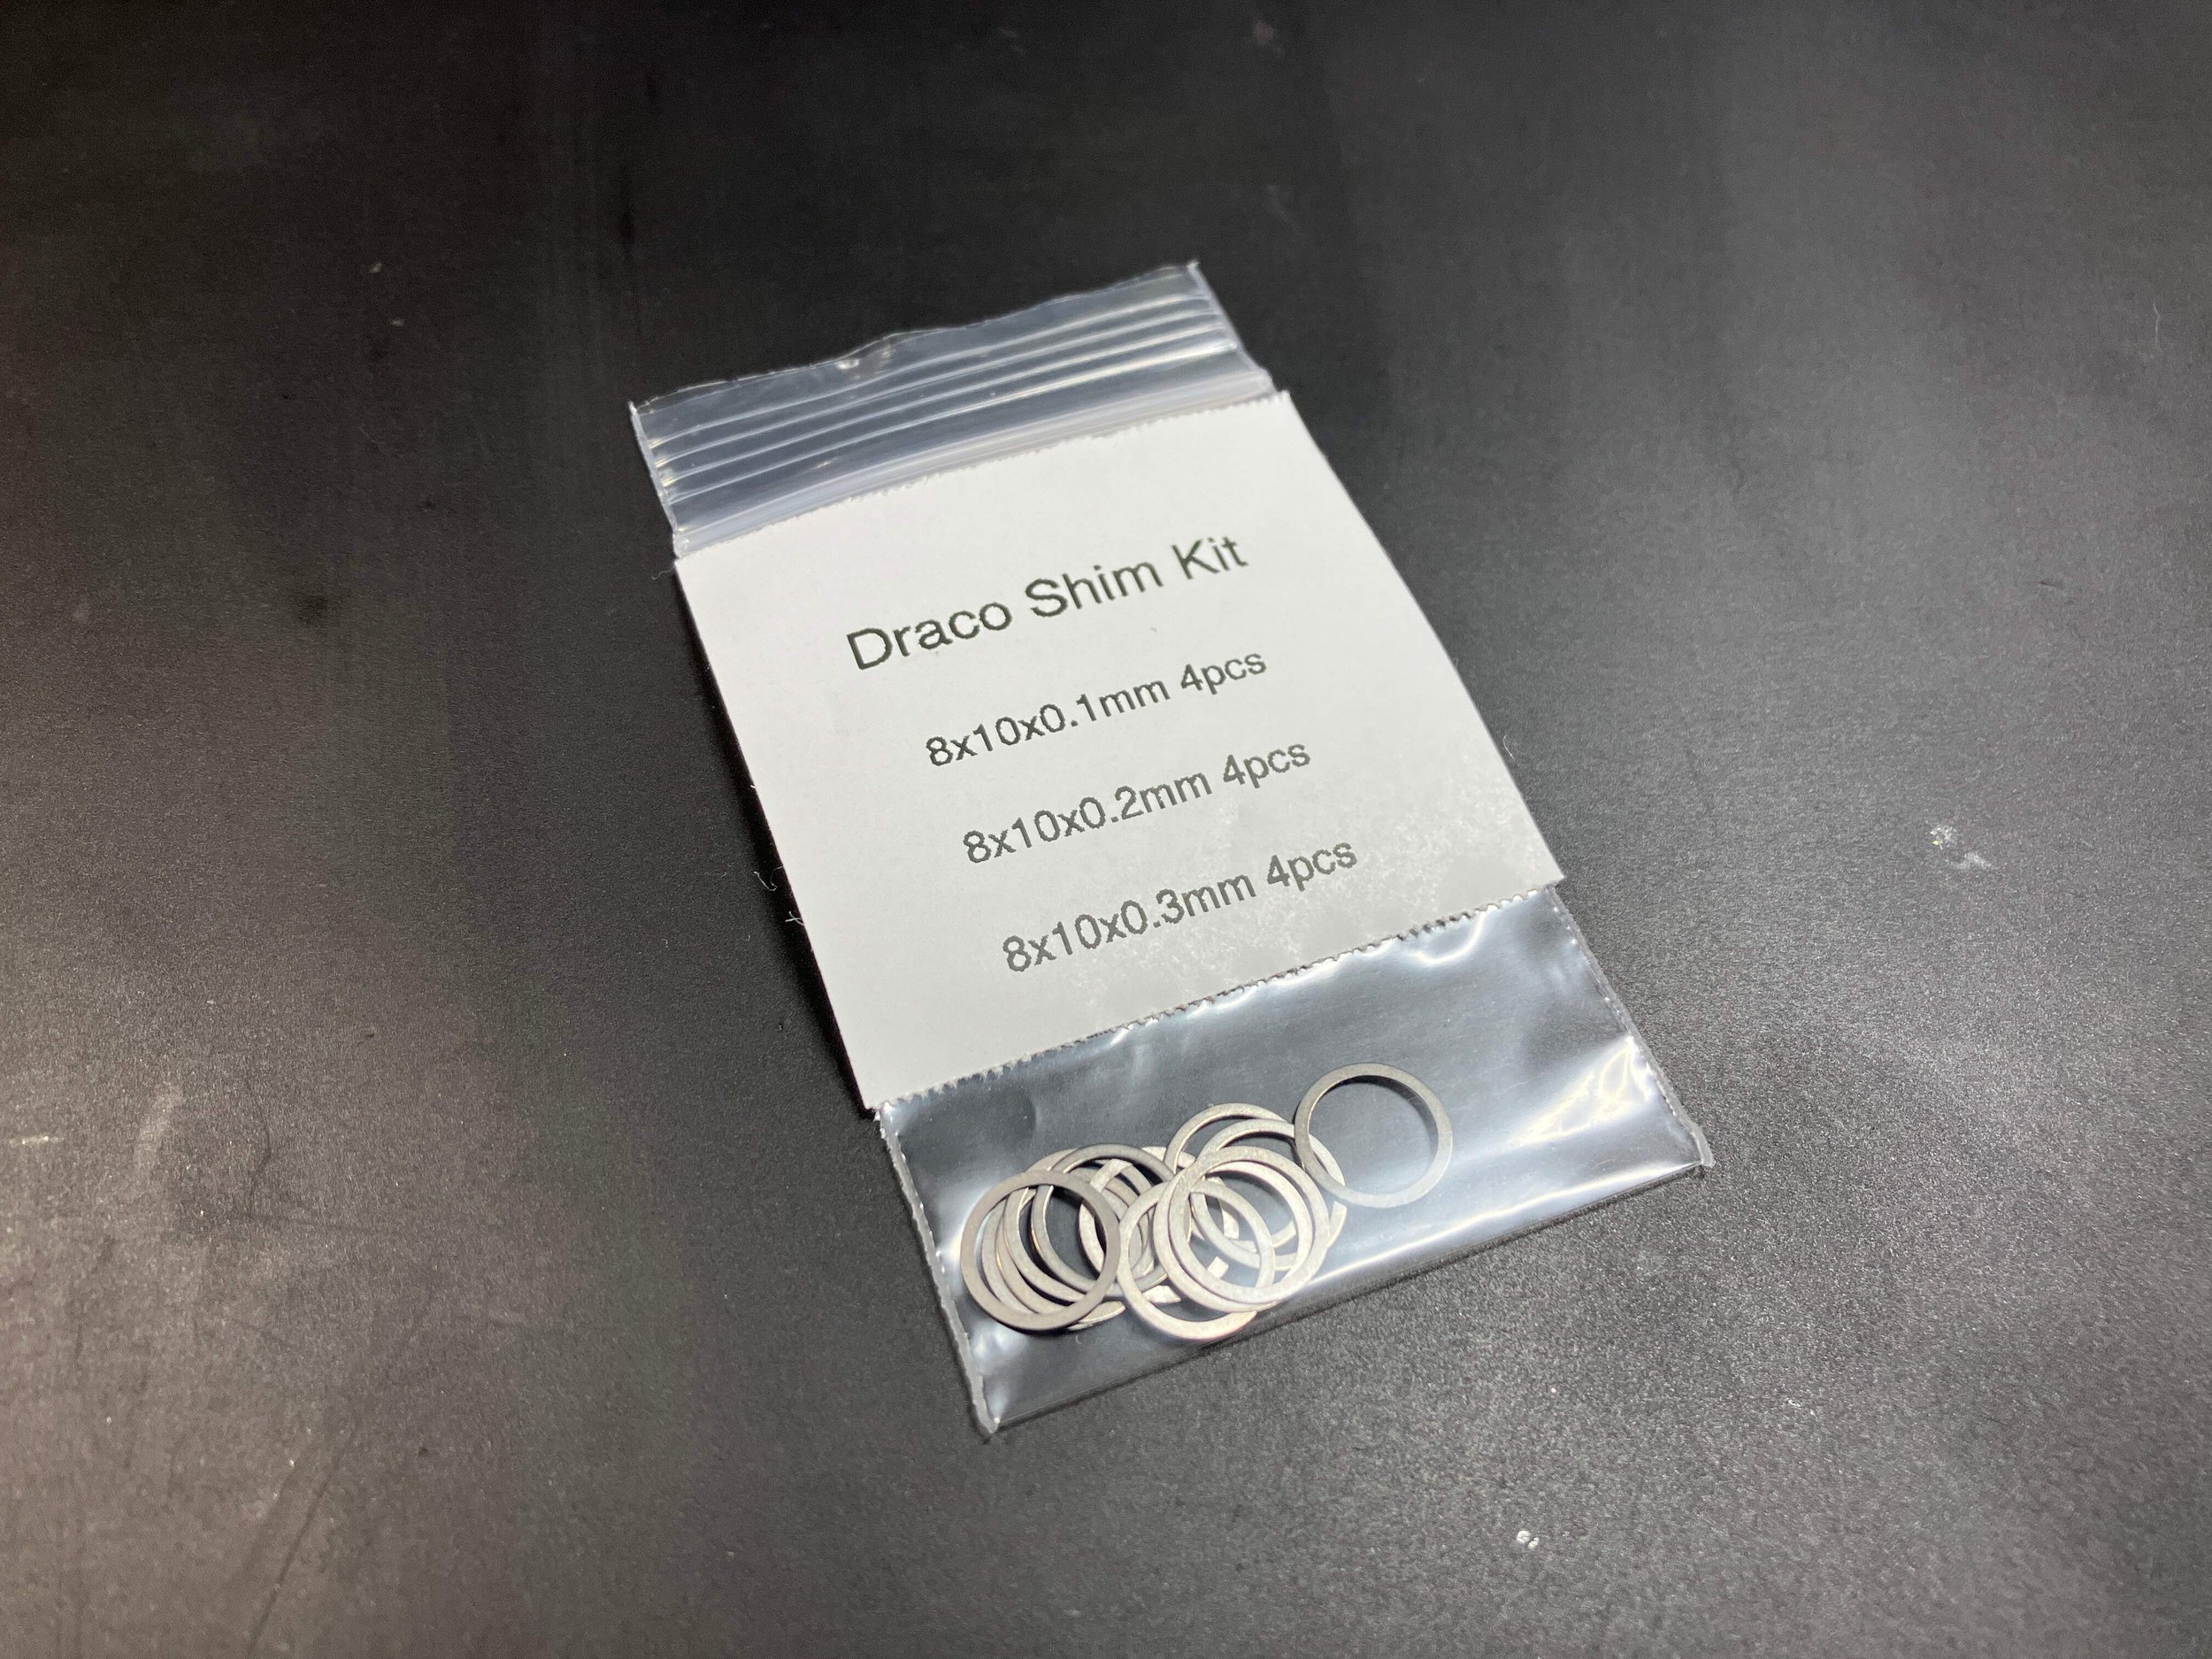 Draco Shim Kit
8x10x0.1mm 4pcs
8x10x0.2mm 4pcs
8x10x0.3mm 4pcs